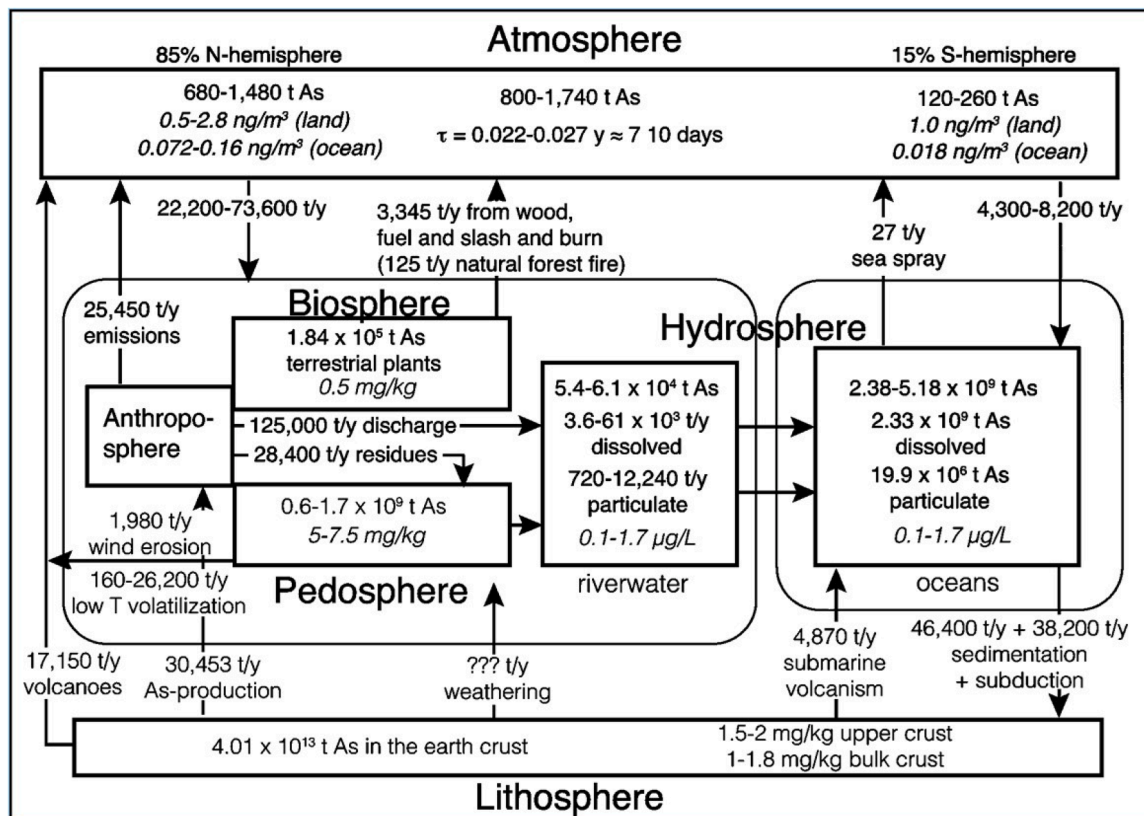 Atmosphere
85% N-hemisphere
15% S-hemisphere
680-1,480 t As
0.5-2.8 ng/m³ (land)
0.072-0.16 ng/m³ (ocean)
800-1,740 t As
τ = 0.022-0.027 y ≈ 7 10 days
120-260 t As
1.0 ng/m³ (land)
0.018 ng/m³ (ocean)
22,200-73,600 t/y
3,345 t/y from wood,
fuel and slash and burn
(125 t/y natural forest fire)
27 t/y
sea spray
4,300-8,200 t/y
25,450 t/y
emissions
Biosphere
Hydrosphere
1.84 x 10⁵ t As
terrestrial plants
0.5 mg/kg
Anthropo-
sphere
125,000 t/y discharge
28,400 t/y residues
0.6-1.7 x 10⁹ t As
5-7.5 mg/kg
Pedosphere
5.4-6.1 x 10⁴ t As
3.6-61 x 10³ t/y
dissolved
720-12,240 t/y
particulate
0.1-1.7 µg/L
riverwater
2.38-5.18 x 10⁹ t As
2.33 x 10⁹ t As
dissolved
19.9 x 10⁶ t As
particulate
0.1-1.7 µg/L
oceans
1,980 t/y
wind erosion
160-26,200 t/y
low T volatilization
17,150 t/y
volcanoes
30,453 t/y
As-production
??? t/y
weathering
4,870 t/y
submarine
volcanism
46,400 t/y + 38,200 t/y
sedimentation
+ subduction
4.01 x 10¹³ t As in the earth crust
1.5-2 mg/kg upper crust
1-1.8 mg/kg bulk crust
Lithosphere